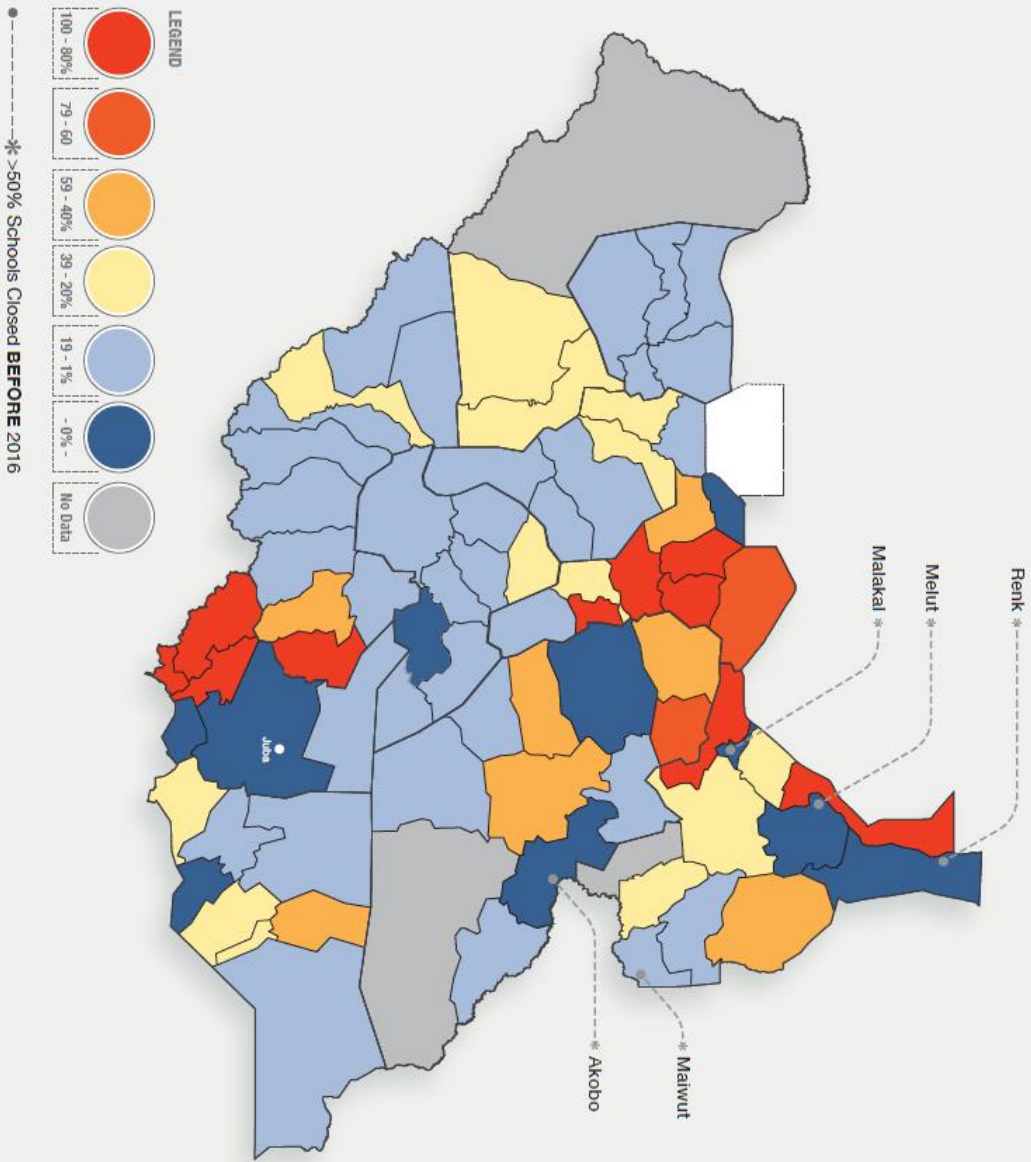 Renk *
Melut *
Malakal *
* Maiwut
* Akobo
Juba
LEGEND
100 - 80%
79 - 60
59 - 40%
39 - 20%
19 - 1%
- 0% -
No Data
* >50% Schools Closed BEFORE 2016